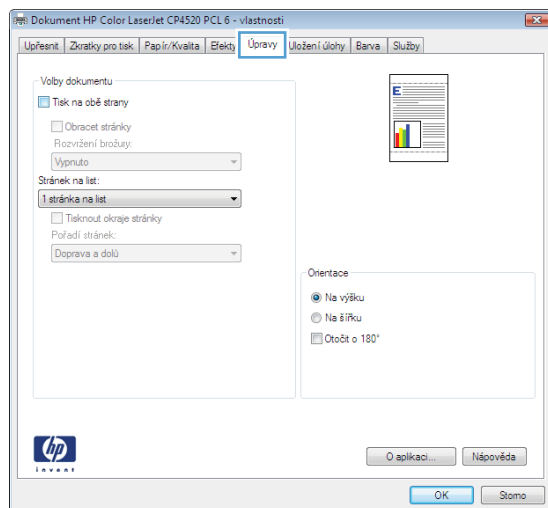 Dokument HP Color LaserJet CP4520 PCL 6 - vlastnosti
Upřesnit Zkratky pro tisk Papír/Kvalita Efekty Úpravy Uložení úlohy Barva Služby
Volby dokumentu
Tisk na obě strany
Obracet stránky
Rozvržení brožury:
Vypnuto
Stránek na list:
1 stránka na list
Tisknout okraje stránky
Pořadí stránek:
Doprava a dolů
E
Orientace
Na výšku
Na šířku
Otočit o 180°
hp
invent
O aplikaci... Nápověda
OK Storno